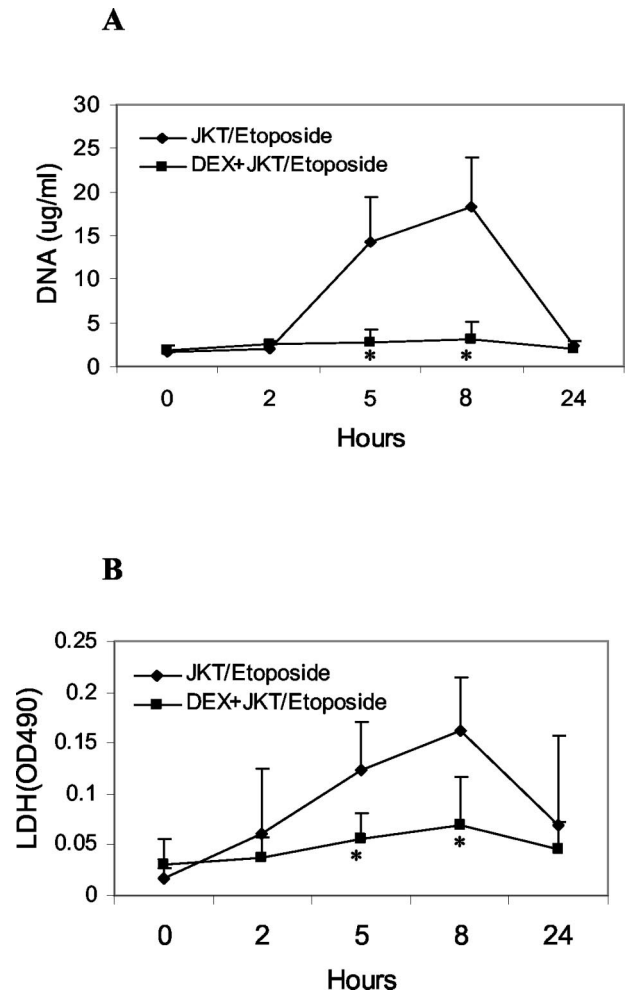 A
30
25
20
15
10
5
0
DNA (ug/ml)
JKT/Etoposide
DEX+JKT/Etoposide
* *
0 2 5 8 24
Hours
B
0.25
0.2
0.15
0.1
0.05
0
LDH(OD490)
JKT/Etoposide
DEX+JKT/Etoposide
* *
0 2 5 8 24
Hours